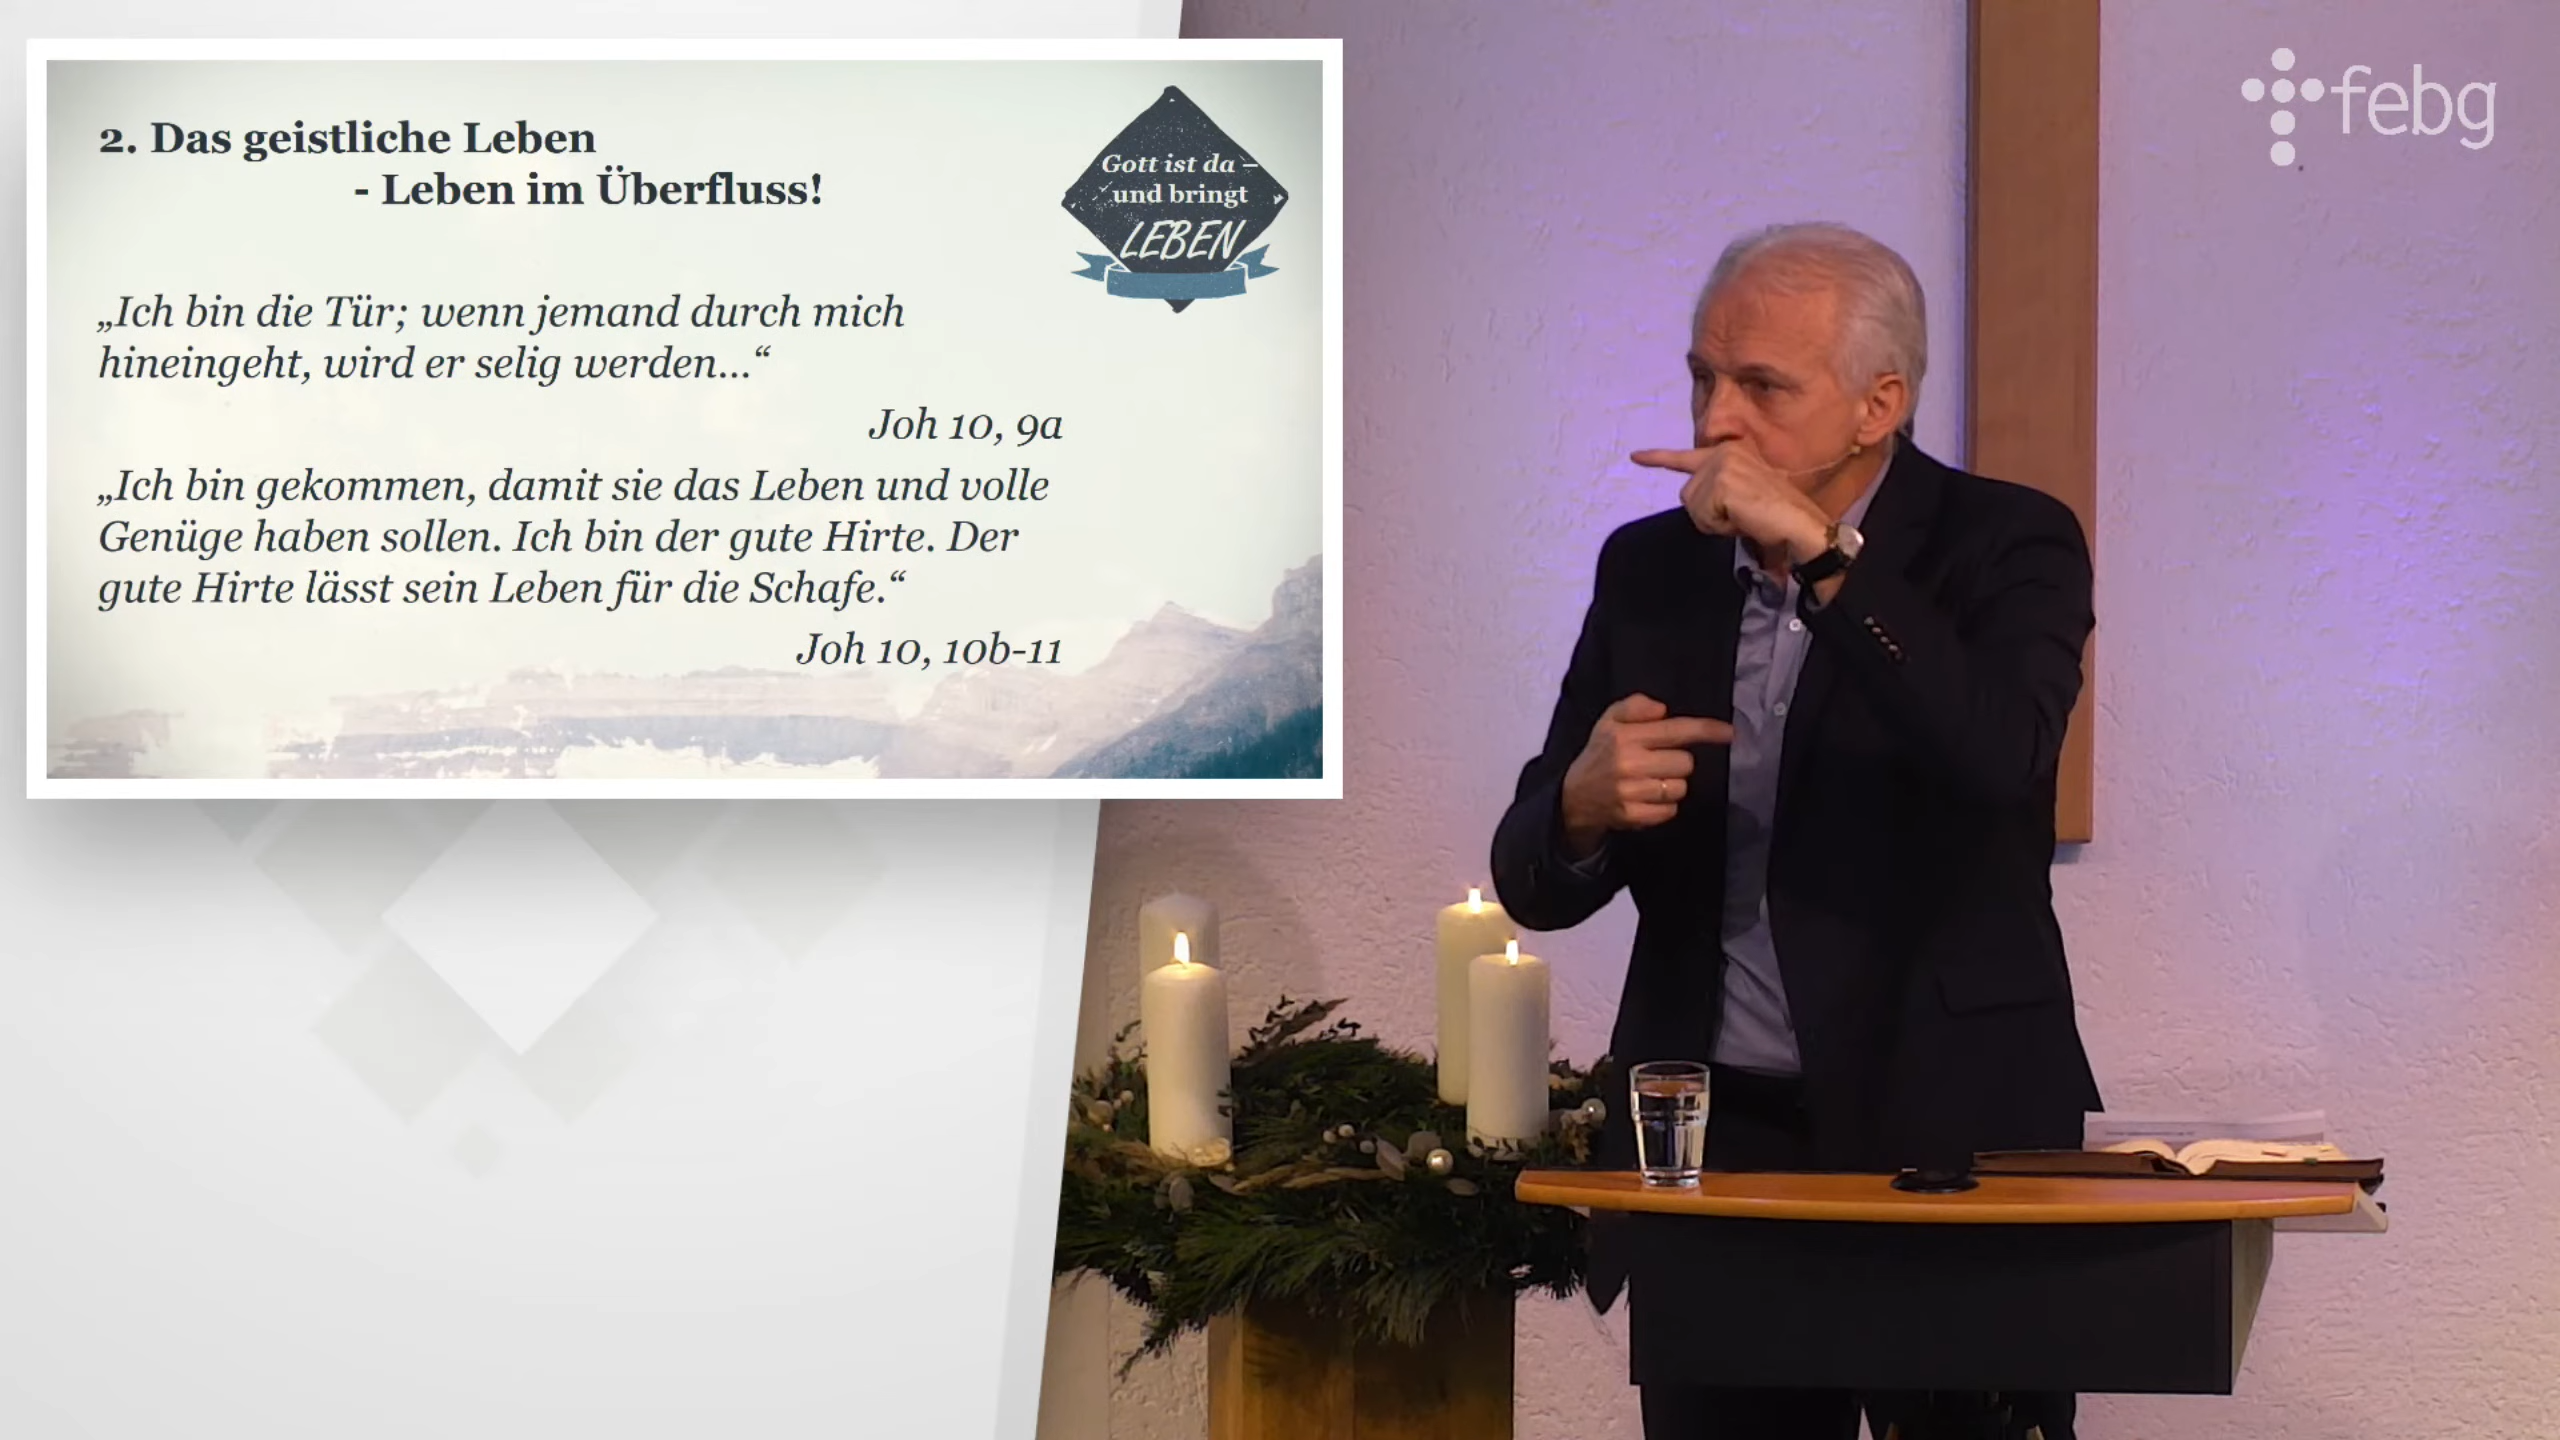 2. Das geistliche Leben
- Leben im Überfluss!
Gott ist da –
und bringt
LEBEN
„Ich bin die Tür; wenn jemand durch mich
hineingeht, wird er selig werden...“
Joh 10, 9a
„Ich bin gekommen, damit sie das Leben und volle
Genüge haben sollen. Ich bin der gute Hirte. Der
gute Hirte lässt sein Leben für die Schafe.“
Joh 10, 10b-11
febg